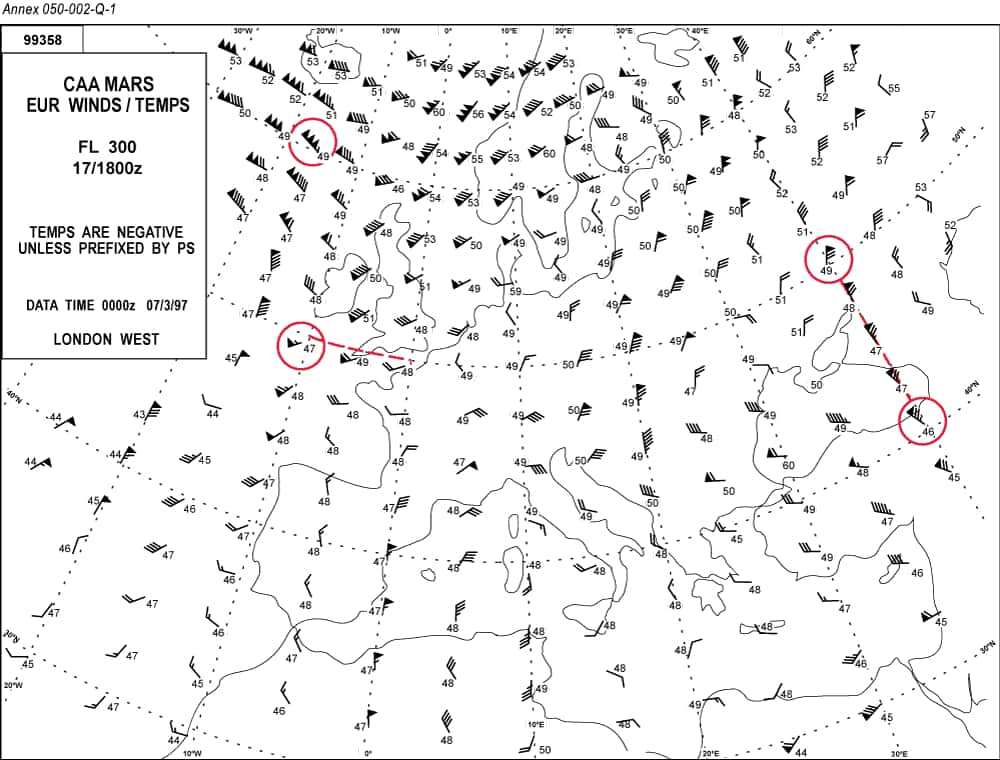 Annex 050-002-Q-1
99358
CAA MARS
EUR WINDS / TEMPS
FL 300
17/1800z
TEMPS ARE NEGATIVE
UNLESS PREFIXED BY PS
DATA TIME 0000z 07/3/97
LONDON WEST
30°W 20°W 10°W 0° 10°E 20°E 30°E 40°E 60°N
53 53 53 51 49 53 54 54 53 51 53 52
52 51 49 52 55
52 51 50 60 56 54 52 50 49 49 50 48 53 51 57
50 49 49 49 48 54 55 53 60 48 50 50 52 57 50°N
48 47 49 46 54 53 49 49 48 49 49 52 49 53
47 47 49 48 53 50 49 49 49 50 50 50 50 51 48 52
48 50 51 49 59 49 49 50 51 49 48
47 51 48 48 49 49 49 50 51 48 49
45 47 49 48 49 49 50 49 49 49 47
40°N 44 43 44 48 48 48 49 49 50 49 47 49 50 47 40°N
44 44 45 48 48 48 47 49 50 49 48 49 49 46
45 46 47 48 47 48 49 50 50 60 48 45
46 47 47 48 47 48 48 48 48 45 49 47
47 47 46 48 47 48 48 48 48 48 49 46
30°N 45 47 46 47 47 48 48 48 48 48 47 45 30°N
20°W 47 45 46 47 48 49 49 48 46
44 10°W 0° 48 10°E 50 20°E 44 30°E 45